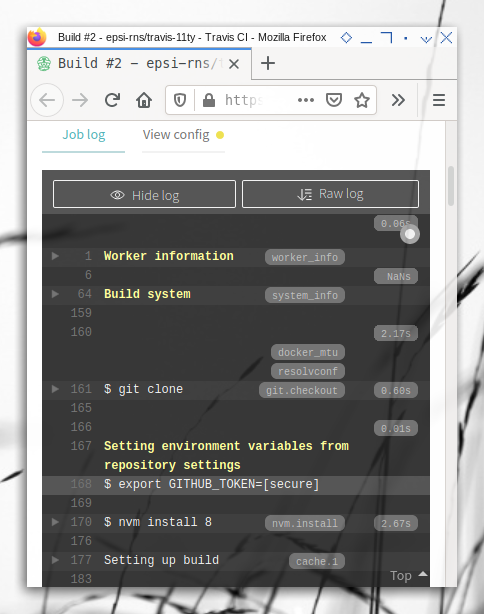 Build #2 - epsi-rns/travis-11ty - Travis CI - Mozilla Firefox
Build #2 - epsi-rns/
https
Job log View config
Hide log Raw log
0.06s
1 Worker information worker_info
6 NaNs
64 Build system system_info
159
160 2.17s
docker_mtu
resolvconf
161 $ git clone git.checkout 0.60s
165
166 0.01s
167 Setting environment variables from
repository settings
168 $ export GITHUB_TOKEN=[secure]
169
170 $ nvm install 8 nvm.install 2.67s
176
177 Setting up build cache.1
Top
183